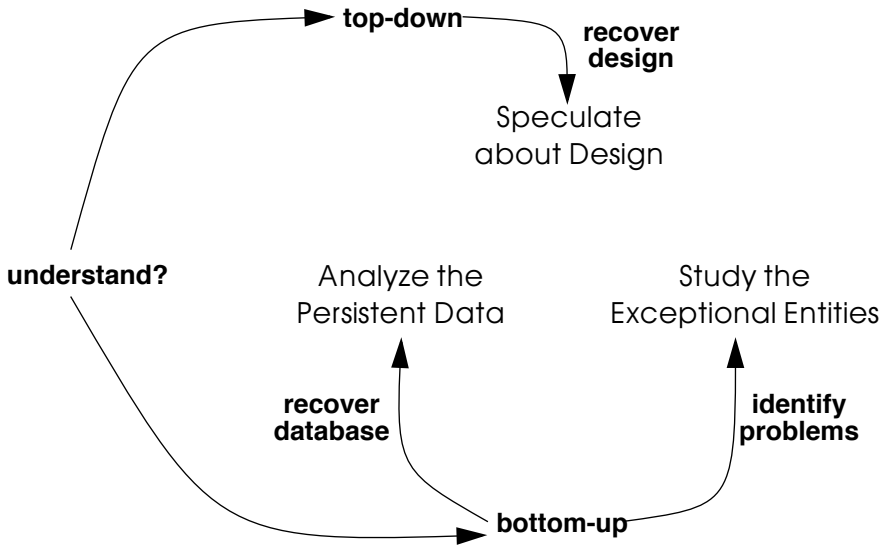 top-down
recover
design
Speculate
about Design
understand?
Analyze the
Persistent Data
Study the
Exceptional Entities
recover
database
identify
problems
bottom-up